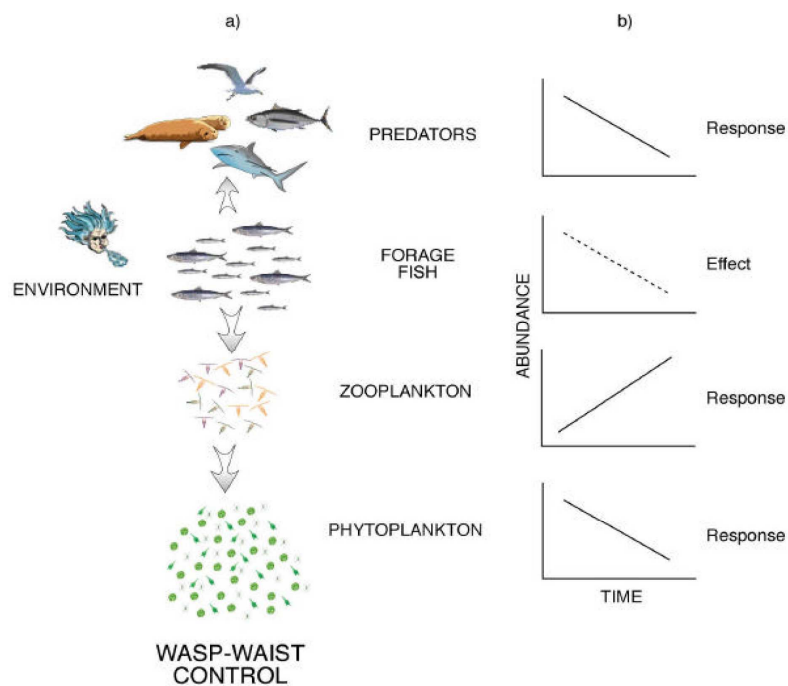 a)
b)
PREDATORS
Response
ENVIRONMENT
FORAGE
FISH
Effect
ABUNDANCE
ZOOPLANKTON
Response
PHYTOPLANKTON
Response
TIME
WASP-WAIST
CONTROL